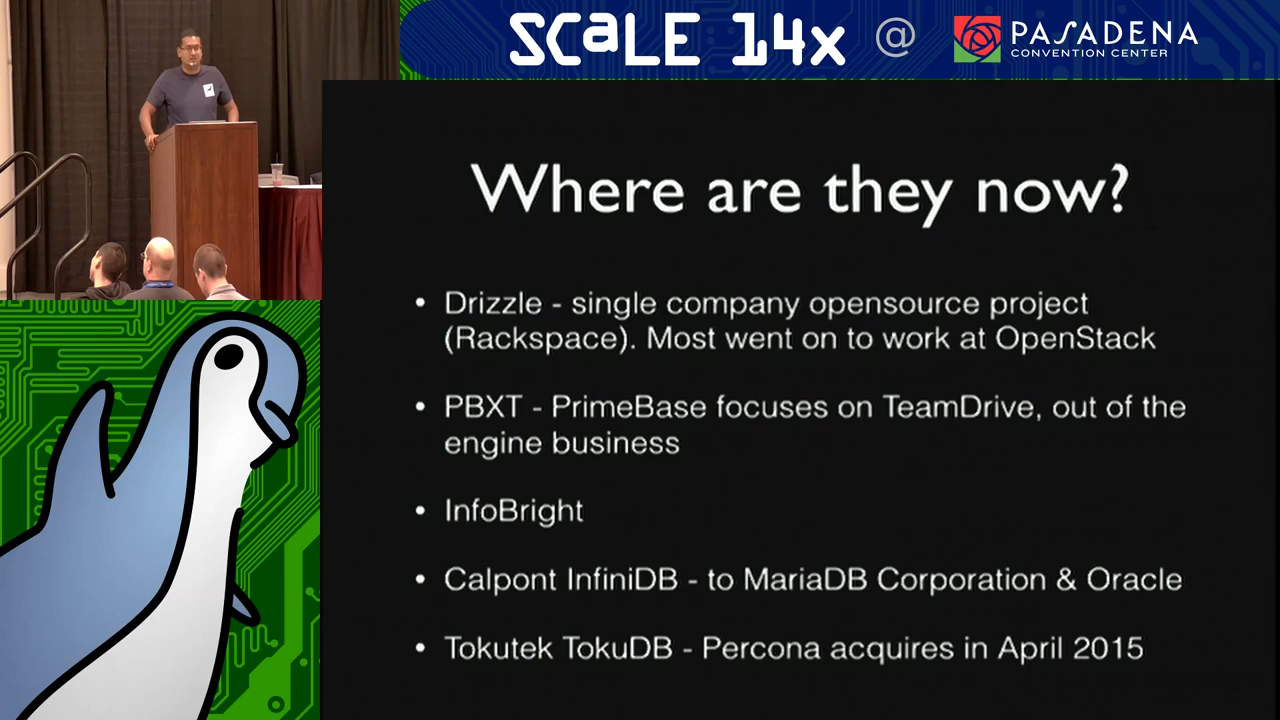 SCaLE 14x @ PASADENA
CONVENTION CENTER
Where are they now?
• Drizzle - single company opensource project
(Rackspace). Most went on to work at OpenStack
• PBXT - PrimeBase focuses on TeamDrive, out of the
engine business
• InfoBright
• Calpont InfiniDB - to MariaDB Corporation & Oracle
• Tokutek TokuDB - Percona acquires in April 2015